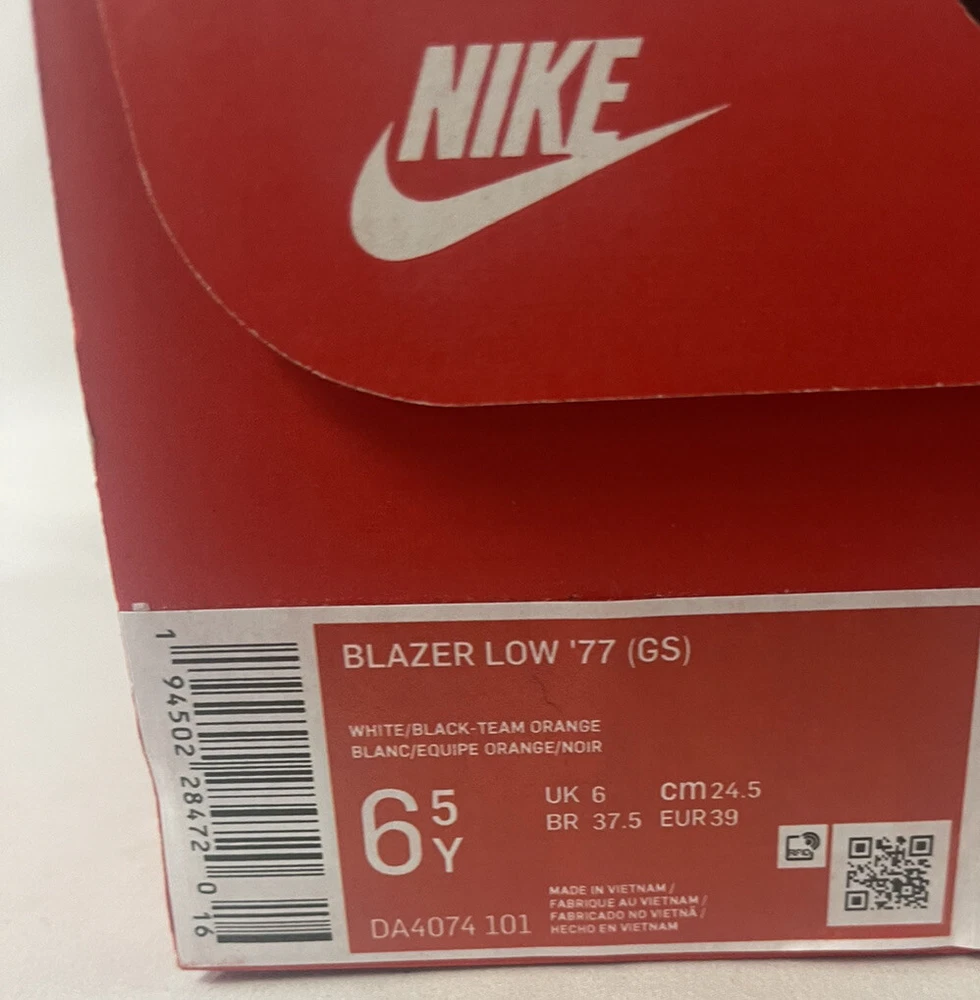 NIKE
BLAZER LOW '77 (GS)
WHITE/BLACK-TEAM ORANGE
BLANC/EQUIPE ORANGE/NOIR
6 5 Y
UK 6 cm 24.5
BR 37.5 EUR 39
RFID
MADE IN VIETNAM /
FABRIQUE AU VIETNAM /
FABRICADO NO VIETNÃ /
HECHO EN VIETNAM
DA4074 101
1 94502 28472 0 16